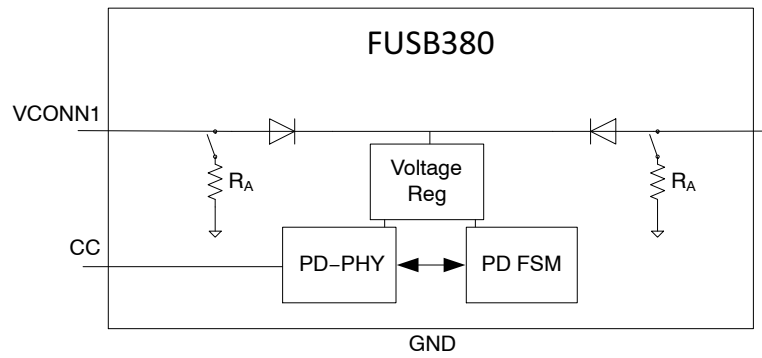 FUSB380
VCONN1
Voltage
Reg
RA
RA
CC
PD−PHY
PD FSM
GND